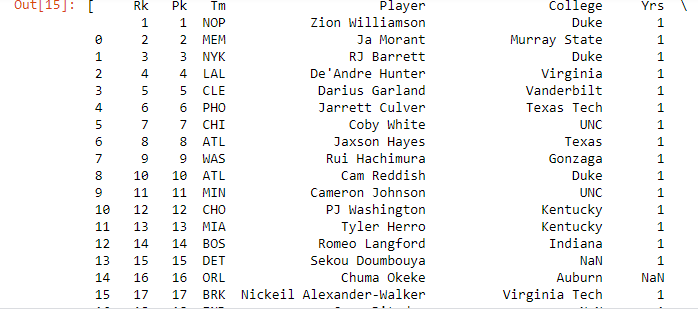 Out[15]: [ Rk Pk Tm Player College Yrs \
1 1 NOP Zion Williamson Duke 1
0 2 2 MEM Ja Morant Murray State 1
1 3 3 NYK RJ Barrett Duke 1
2 4 4 LAL De'Andre Hunter Virginia 1
3 5 5 CLE Darius Garland Vanderbilt 1
4 6 6 PHO Jarrett Culver Texas Tech 1
5 7 7 CHI Coby White UNC 1
6 8 8 ATL Jaxson Hayes Texas 1
7 9 9 WAS Rui Hachimura Gonzaga 1
8 10 10 ATL Cam Reddish Duke 1
9 11 11 MIN Cameron Johnson UNC 1
10 12 12 CHO PJ Washington Kentucky 1
11 13 13 MIA Tyler Herro Kentucky 1
12 14 14 BOS Romeo Langford Indiana 1
13 15 15 DET Sekou Doumbouya NaN 1
14 16 16 ORL Chuma Okeke Auburn NaN
15 17 17 BRK Nickeil Alexander-Walker Virginia Tech 1